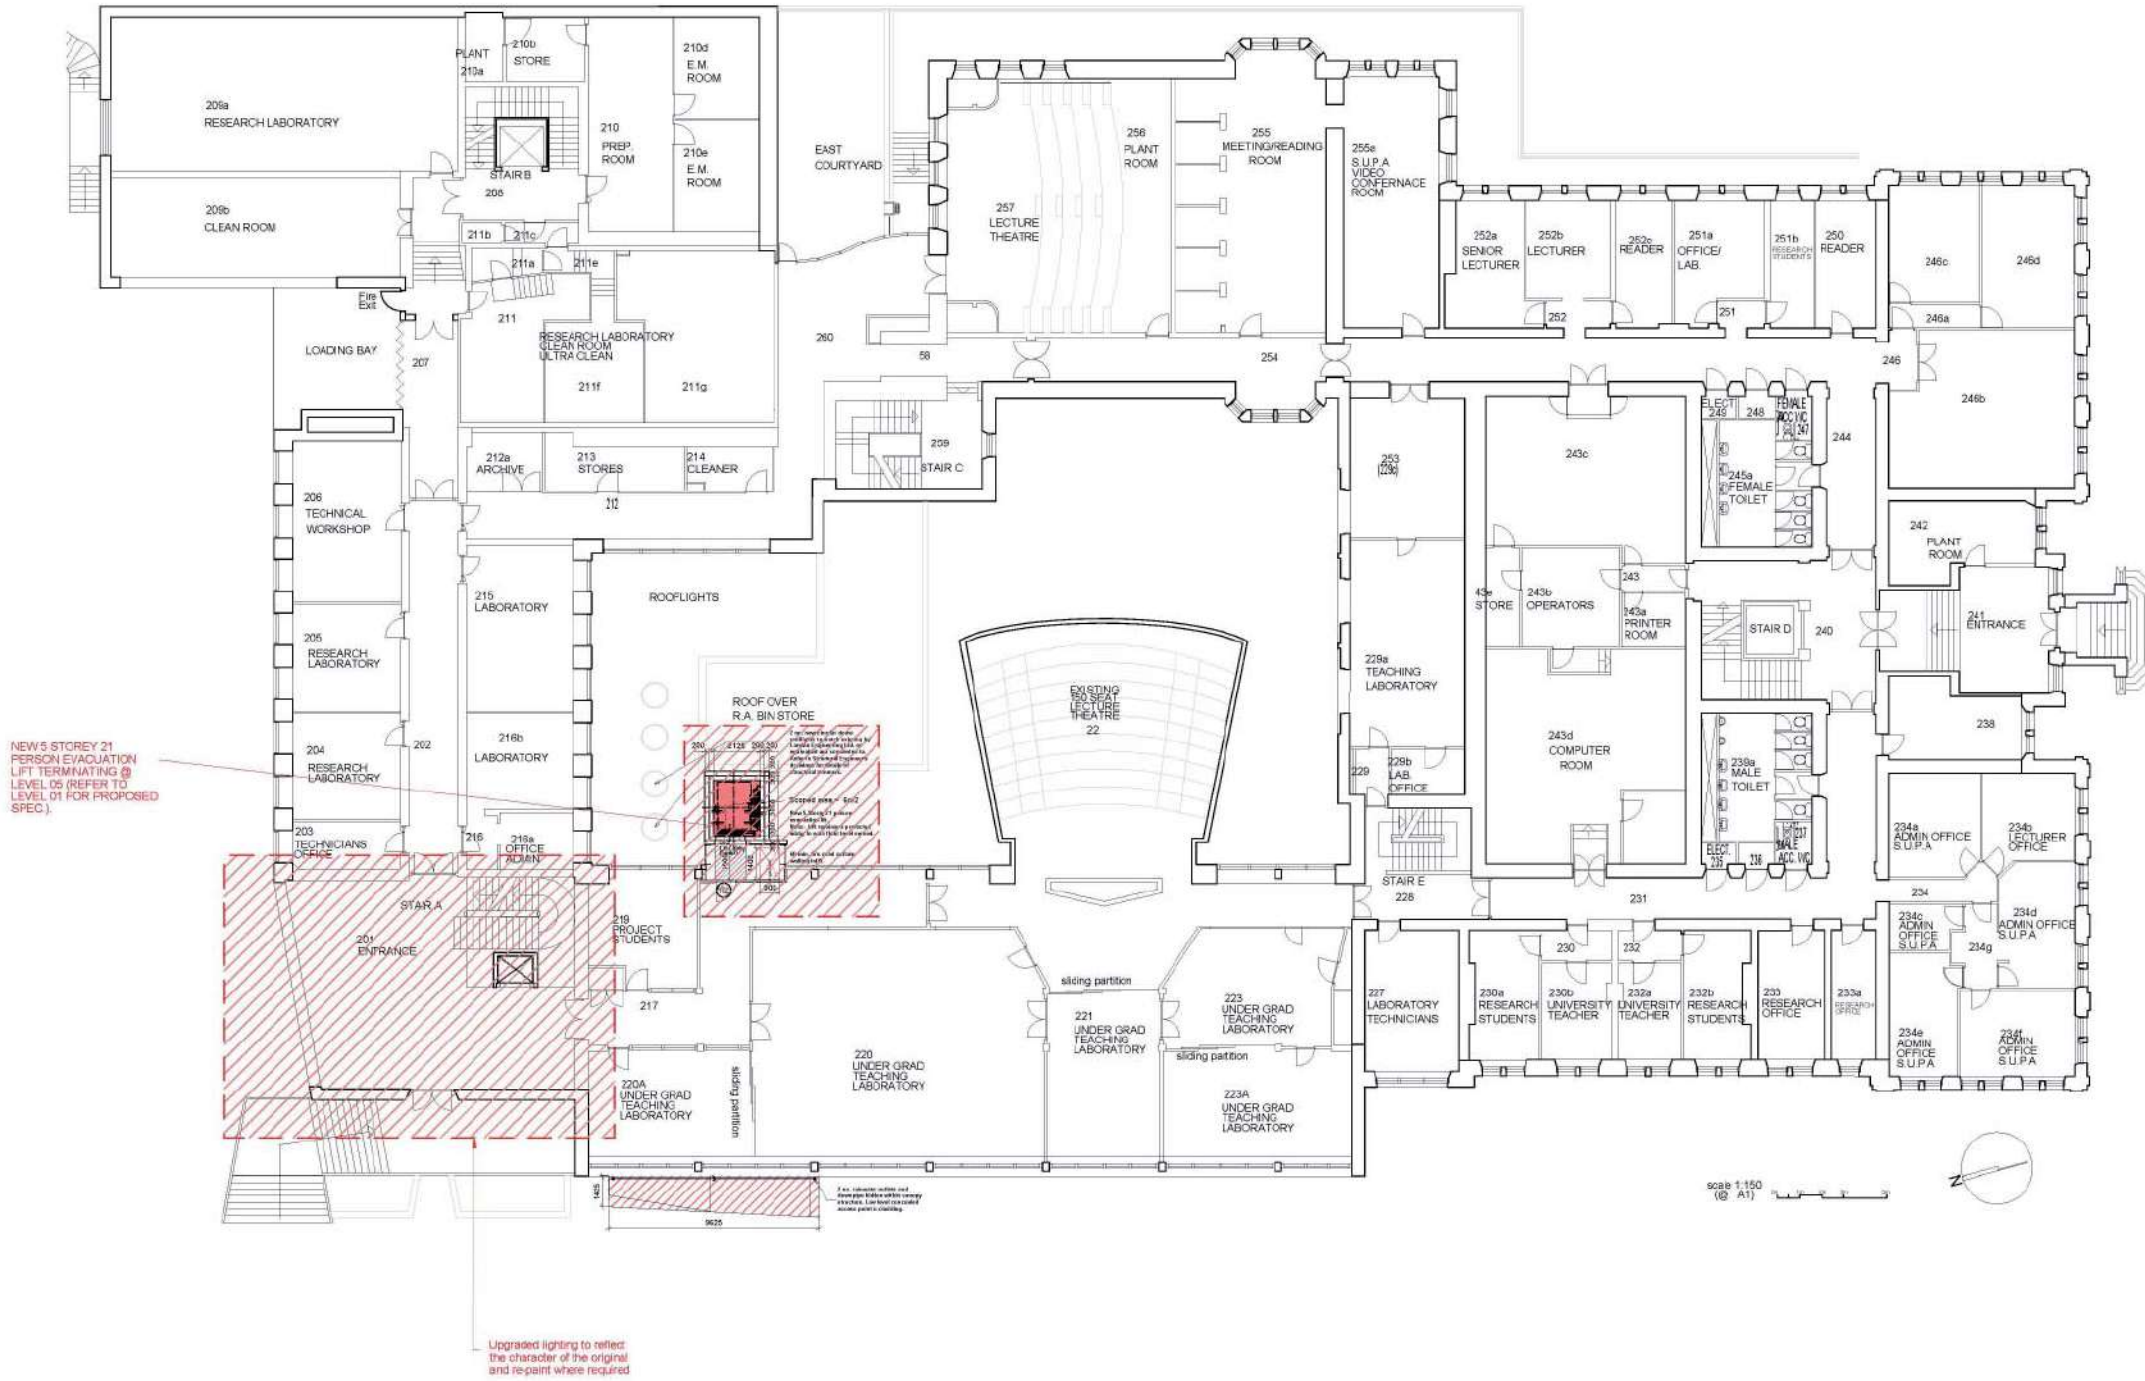 PLANT
210a
210b
STORE
210d
E.M.
ROOM
209a
RESEARCH LABORATORY
210
PREP.
ROOM
210e
E.M.
ROOM
STAIR B
208
209b
CLEAN ROOM
211b
211c
211a
211e
EAST
COURTYARD
257
LECTURE
THEATRE
256
PLANT
ROOM
255
MEETING/READING
ROOM
255a
S.U.P.A
VIDEO
CONFERNACE
ROOM
252a
SENIOR
LECTURER
252b
LECTURER
252c
READER
251a
OFFICE/
LAB.
251b
RESEARCH
STUDENTS
250
READER
246c
246d
246a
252
251
Fire
Exit
LOADING BAY
207
211
RESEARCH LABORATORY
CLEAN ROOM
ULTRA CLEAN
211f
211g
260
58
254
246
246b
ELECT
249
248
FEMALE
ACC WC
247
244
245a
FEMALE
TOILET
212a
ARCHIVE
213
STORES
214
CLEANER
212
STAIR C
253
(229c)
243c
206
TECHNICAL
WORKSHOP
242
PLANT
ROOM
215
LABORATORY
ROOFLIGHTS
STORE
243b
OPERATORS
243
243a
PRINTER
ROOM
STAIR D
240
241
ENTRANCE
205
RESEARCH
LABORATORY
229a
TEACHING
LABORATORY
EXISTING
150 SEAT
LECTURE
THEATRE
22
ROOF OVER
R.A. BIN STORE
NEW 5 STOREY 21
PERSON EVACUATION
LIFT TERMINATING @
LEVEL 05 (REFER TO
LEVEL 01 FOR PROPOSED
SPEC.).
204
RESEARCH
LABORATORY
202
216b
LABORATORY
243d
COMPUTER
ROOM
238
239a
MALE
TOILET
229
229b
LAB.
OFFICE
203
TECHNICIANS
OFFICE
216
216a
OFFICE
ADMIN
ELECT.
235
236
237
MALE
ACC. WC
234a
ADMIN OFFICE
S.U.P.A
234b
LECTURER
OFFICE
STAIR A
201
ENTRANCE
219
PROJECT
STUDENTS
STAIR E
228
231
234
234c
ADMIN
OFFICE
S.U.P.A
234d
ADMIN OFFICE
S.U.P.A
234g
230
232
217
sliding partition
221
UNDER GRAD
TEACHING
LABORATORY
223
UNDER GRAD
TEACHING
LABORATORY
227
LABORATORY
TECHNICIANS
230a
RESEARCH
STUDENTS
230b
UNIVERSITY
TEACHER
232a
UNIVERSITY
TEACHER
232b
RESEARCH
STUDENTS
233
RESEARCH
OFFICE
233a
RESEARCH
OFFICE
234e
ADMIN
OFFICE
S.U.P.A
234f
ADMIN
OFFICE
S.U.P.A
220
UNDER GRAD
TEACHING
LABORATORY
sliding partition
220A
UNDER GRAD
TEACHING
LABORATORY
sliding partition
223A
UNDER GRAD
TEACHING
LABORATORY
1425
9625
scale 1:150
(@ A1)
N
Upgraded lighting to reflect
the character of the original
and re-paint where required